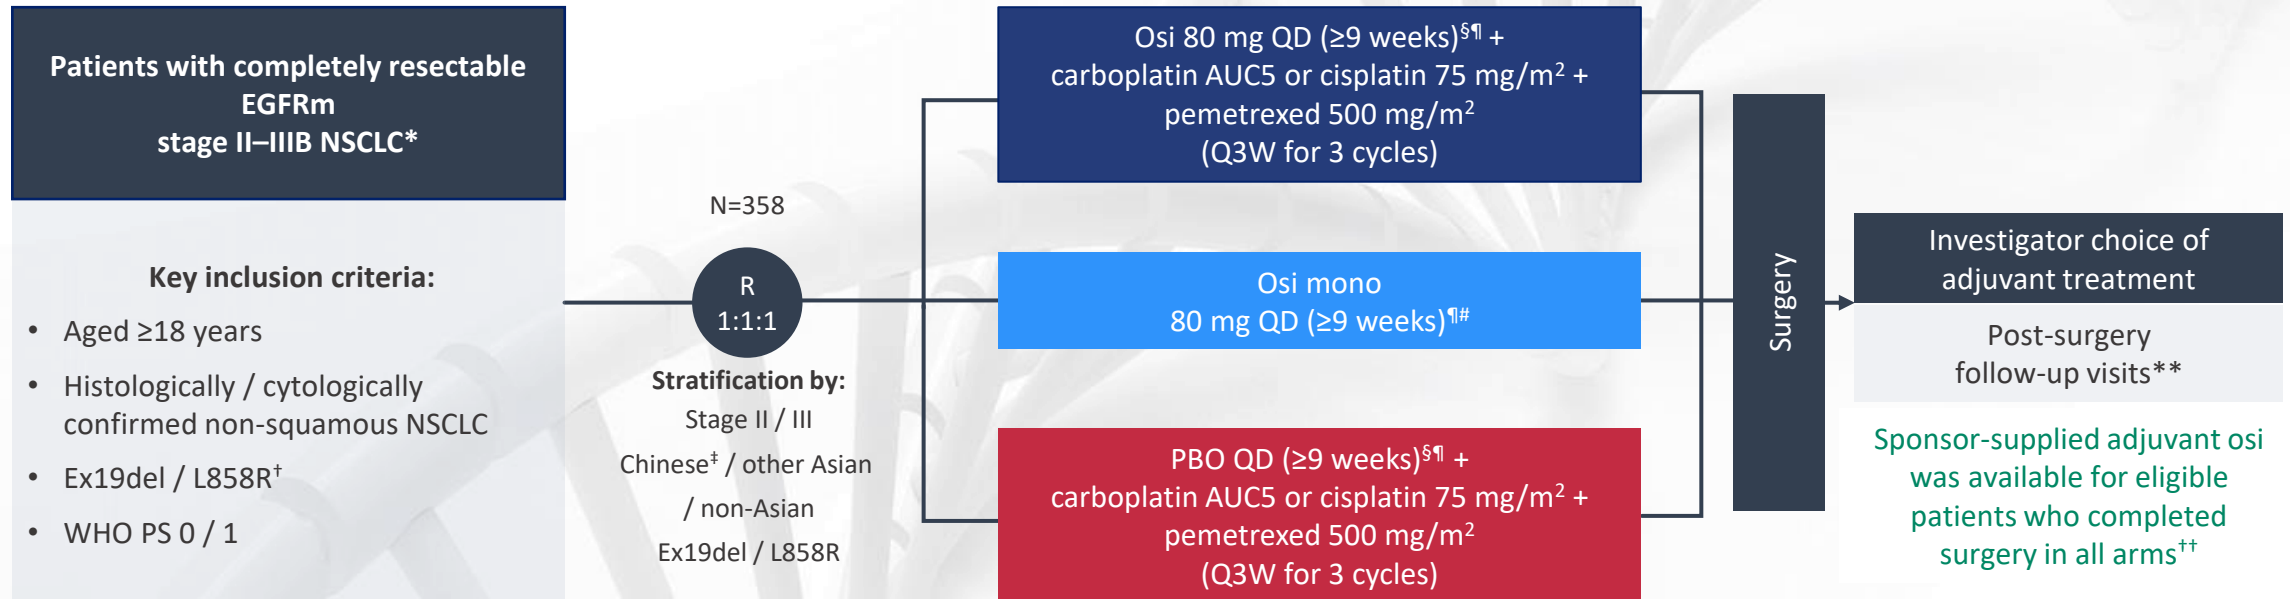 Patients with completely resectable
EGFRm
stage II–IIIB NSCLC*
Key inclusion criteria:
• Aged ≥18 years
• Histologically / cytologically
confirmed non-squamous NSCLC
• Ex19del / L858R†
• WHO PS 0 / 1
N=358
R
1:1:1
Stratification by:
Stage II / III
Chinese‡ / other Asian
/ non-Asian
Ex19del / L858R
Osi 80 mg QD (≥9 weeks)§¶ +
carboplatin AUC5 or cisplatin 75 mg/m² +
pemetrexed 500 mg/m²
(Q3W for 3 cycles)
Osi mono
80 mg QD (≥9 weeks)¶#
PBO QD (≥9 weeks)§¶ +
carboplatin AUC5 or cisplatin 75 mg/m² +
pemetrexed 500 mg/m²
(Q3W for 3 cycles)
Surgery
Investigator choice of
adjuvant treatment
Post-surgery
follow-up visits**
Sponsor-supplied adjuvant osi
was available for eligible
patients who completed
surgery in all arms††